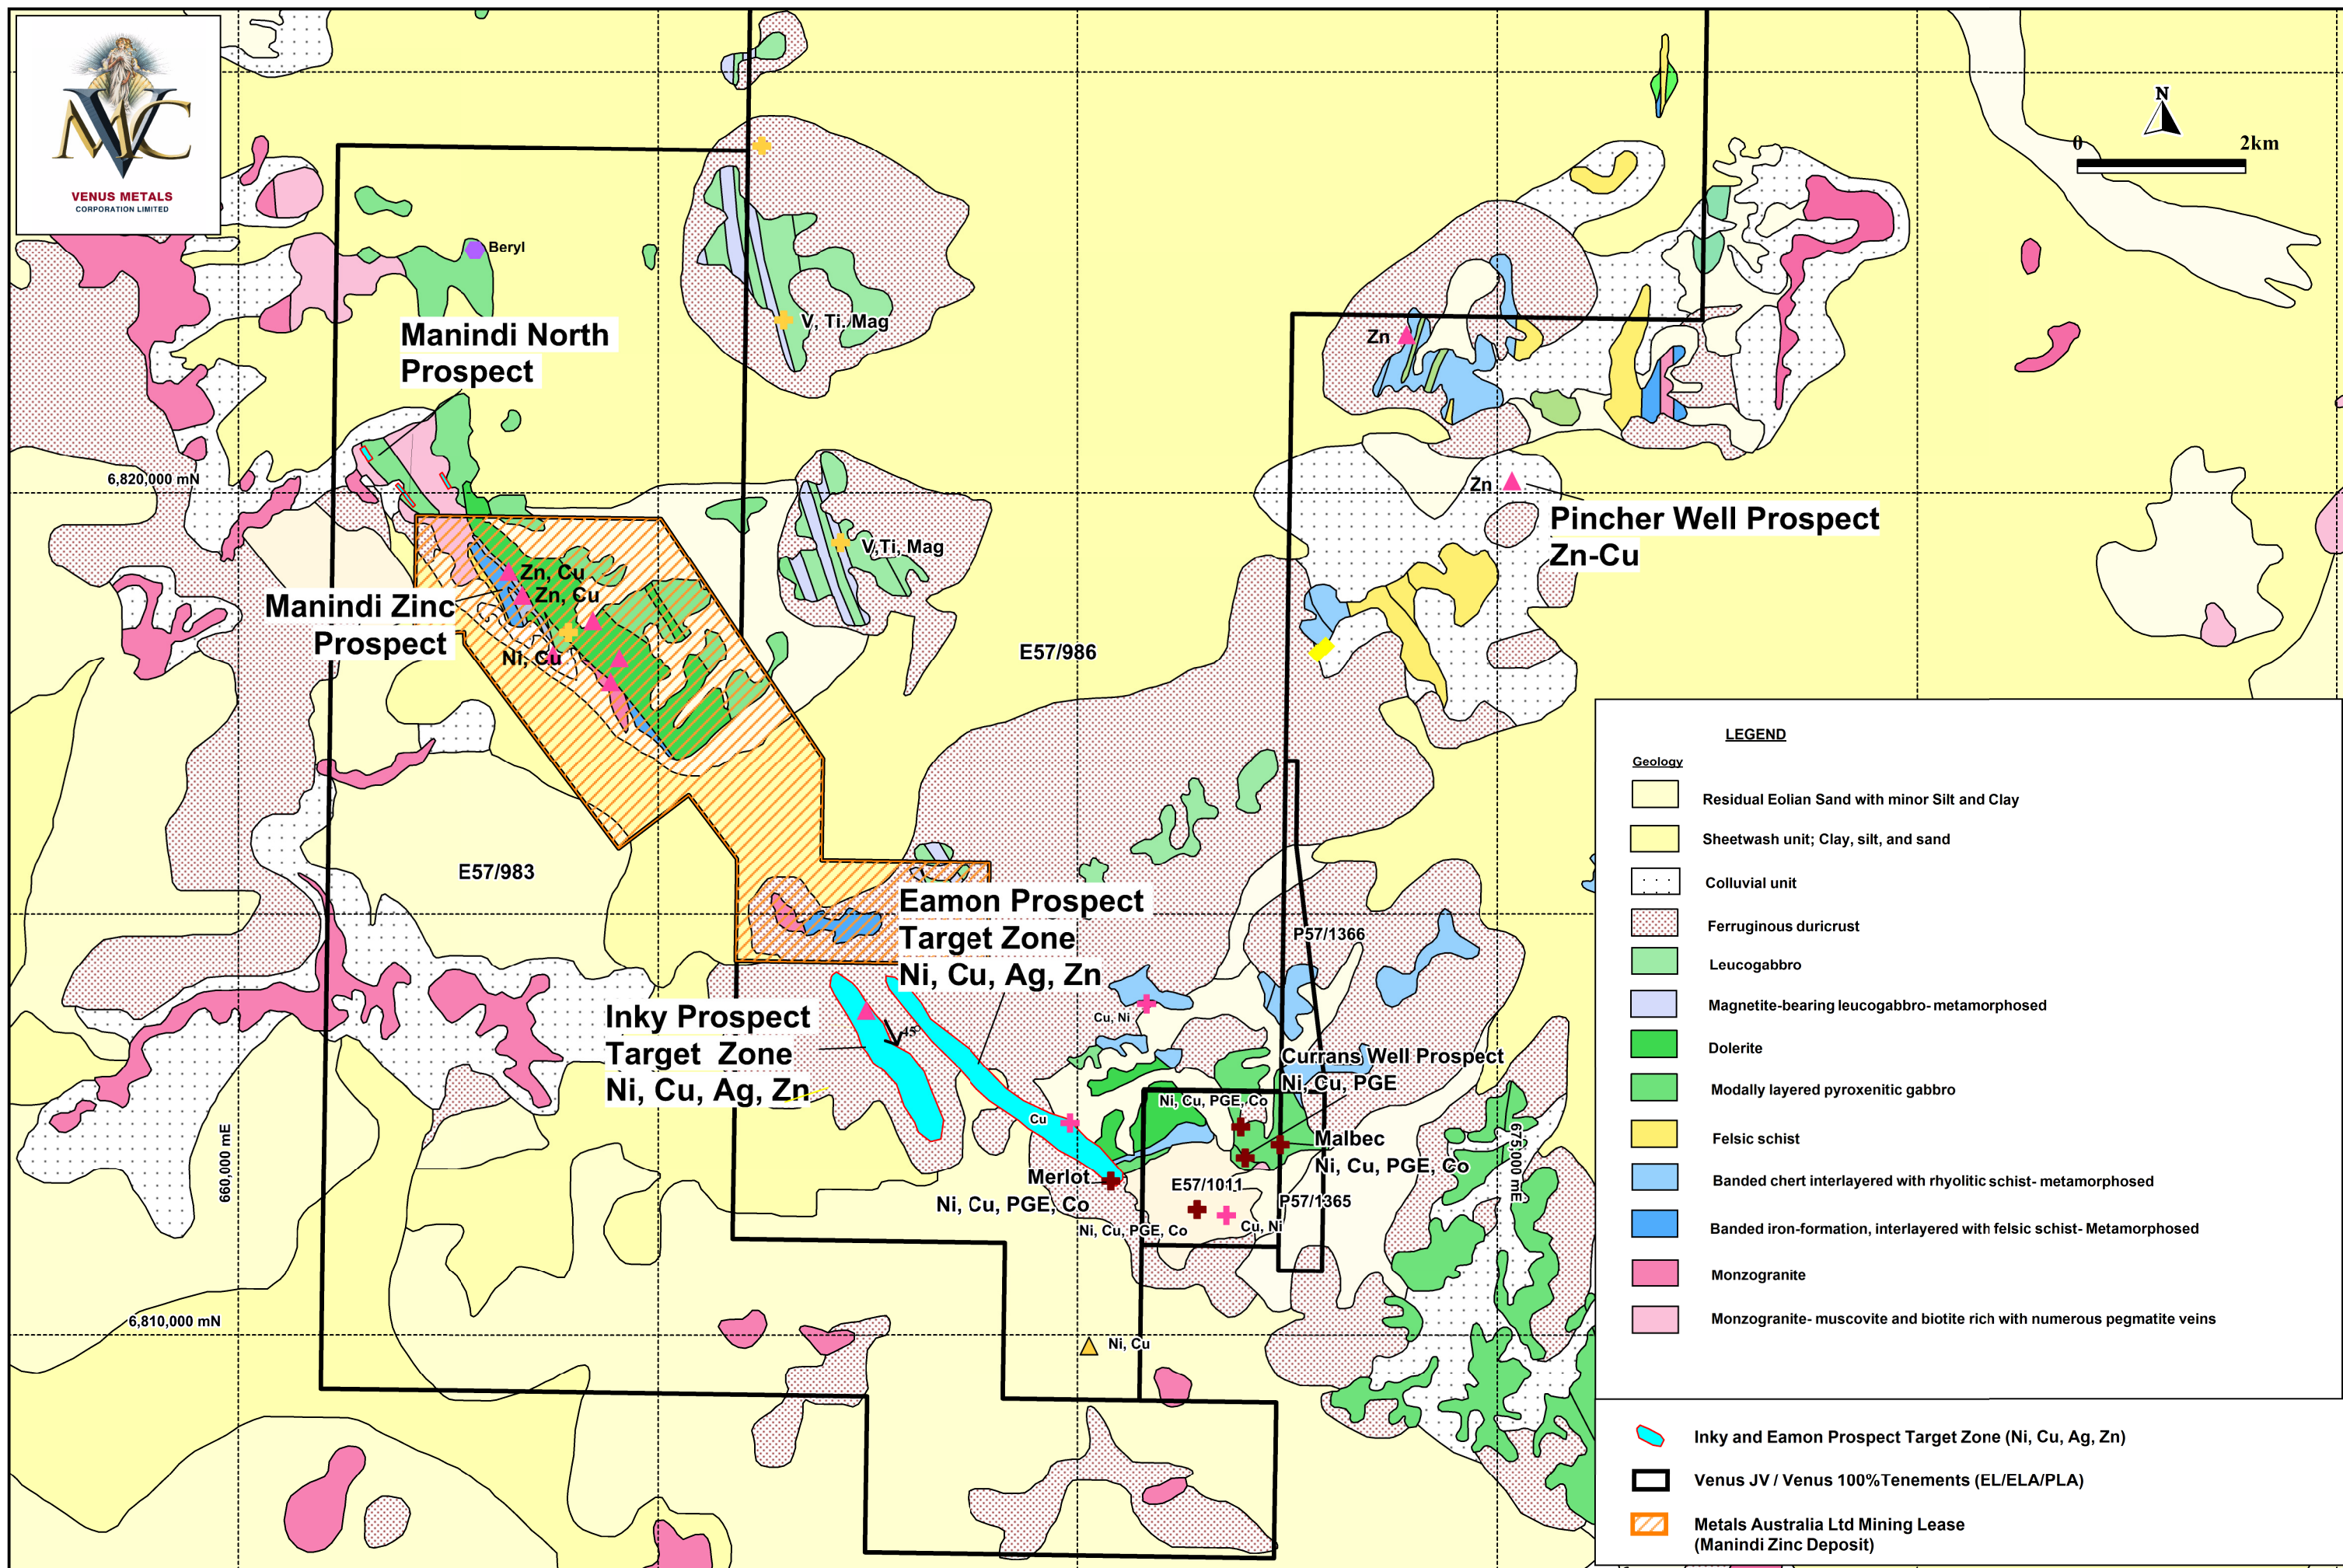 VMC
VENUS METALS
CORPORATION LIMITED
N
0
2km
Beryl
V, Ti. Mag
Manindi North
Prospect
Zn
6,820,000 mN
Zn
Pincher Well Prospect
Zn-Cu
V,Ti, Mag
Zn, Cu
Zn, Cu
Manindi Zinc
Prospect
Ni, Cu
E57/986
E57/983
Eamon Prospect
Target Zone
Ni, Cu, Ag, Zn
P57/1366
Inky Prospect
Target Zone
Ni, Cu, Ag, Zn
45°
Cu, Ni
Currans Well Prospect
Ni, Cu, PGE
Ni, Cu, PGE, Co
Cu
Malbec
Ni, Cu, PGE, Co
Merlot
Ni, Cu, PGE, Co
E57/1011
P57/1365
Ni, Cu, PGE, Co
Cu, Ni
660,000 mE
675,000 mE
6,810,000 mN
Ni, Cu
LEGEND
Geology
Residual Eolian Sand with minor Silt and Clay
Sheetwash unit; Clay, silt, and sand
Colluvial unit
Ferruginous duricrust
Leucogabbro
Magnetite-bearing leucogabbro- metamorphosed
Dolerite
Modally layered pyroxenitic gabbro
Felsic schist
Banded chert interlayered with rhyolitic schist- metamorphosed
Banded iron-formation, interlayered with felsic schist- Metamorphosed
Monzogranite
Monzogranite- muscovite and biotite rich with numerous pegmatite veins
Inky and Eamon Prospect Target Zone (Ni, Cu, Ag, Zn)
Venus JV / Venus 100%Tenements (EL/ELA/PLA)
Metals Australia Ltd Mining Lease
(Manindi Zinc Deposit)